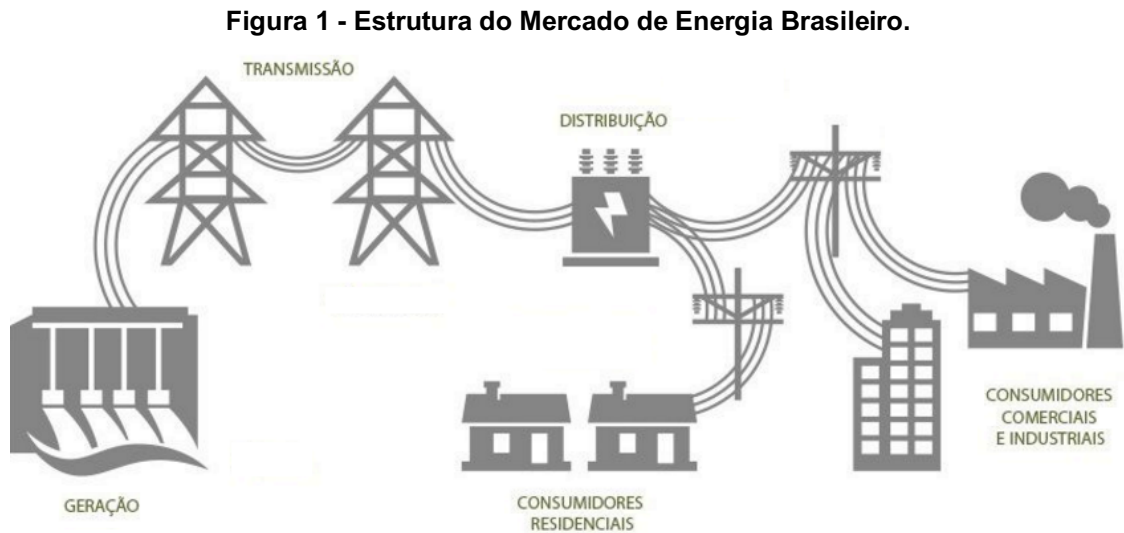 Figura 1 - Estrutura do Mercado de Energia Brasileiro.
TRANSMISSÃO
DISTRIBUIÇÃO
CONSUMIDORES
COMERCIAIS
E INDUSTRIAIS
GERAÇÃO
CONSUMIDORES
RESIDENCIAIS